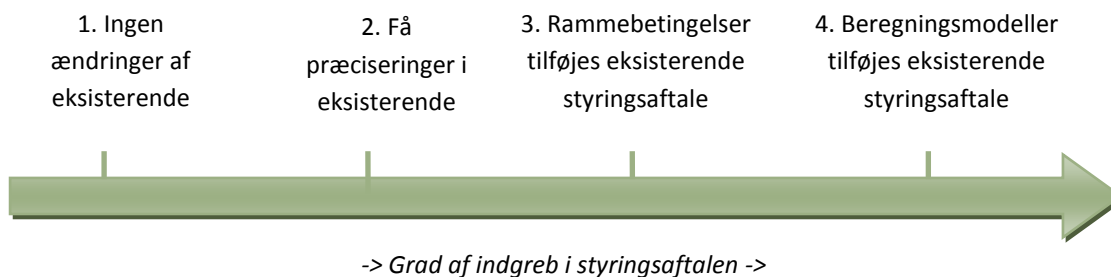 1. Ingen
ændringer af
eksisterende
2. Få
præciseringer i
eksisterende
3. Rammebetingelser
tilføjes eksisterende
styringsaftale
4. Beregningsmodeller
tilføjes eksisterende
styringsaftale
-> Grad af indgreb i styringsaftalen ->